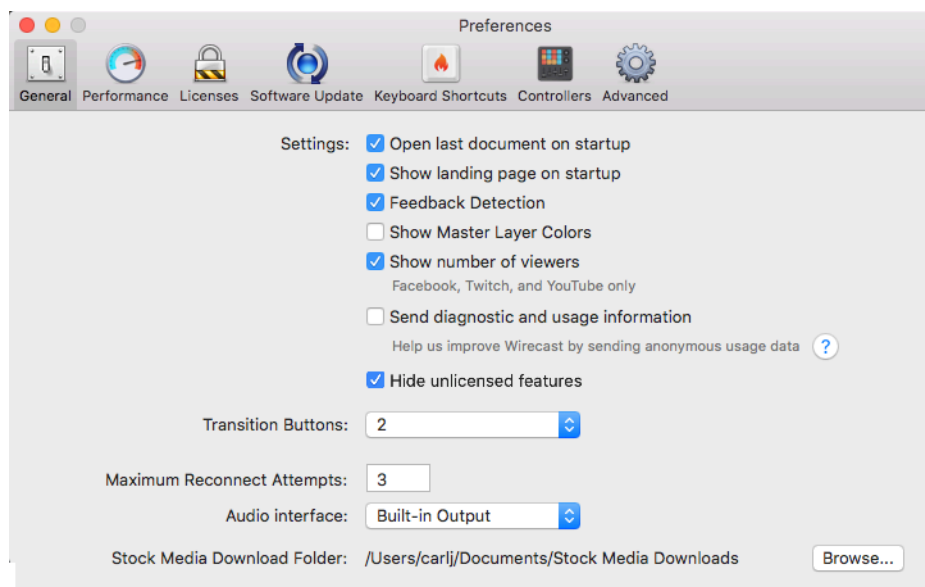 Preferences
General Performance Licenses Software Update Keyboard Shortcuts Controllers Advanced
Settings: Open last document on startup
Show landing page on startup
Feedback Detection
Show Master Layer Colors
Show number of viewers
Facebook, Twitch, and YouTube only
Send diagnostic and usage information
Help us improve Wirecast by sending anonymous usage data ?
Hide unlicensed features
Transition Buttons: 2
Maximum Reconnect Attempts: 3
Audio interface: Built-in Output
Stock Media Download Folder: /Users/carlj/Documents/Stock Media Downloads Browse...